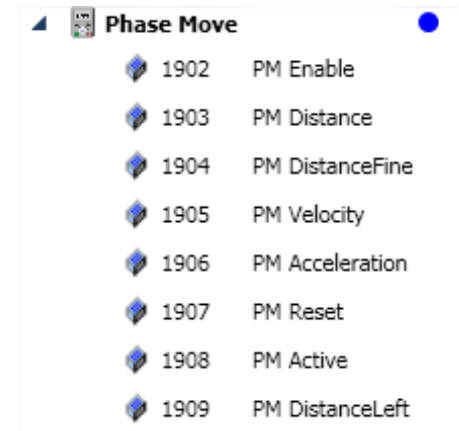 Phase Move
1902 PM Enable
1903 PM Distance
1904 PM DistanceFine
1905 PM Velocity
1906 PM Acceleration
1907 PM Reset
1908 PM Active
1909 PM DistanceLeft